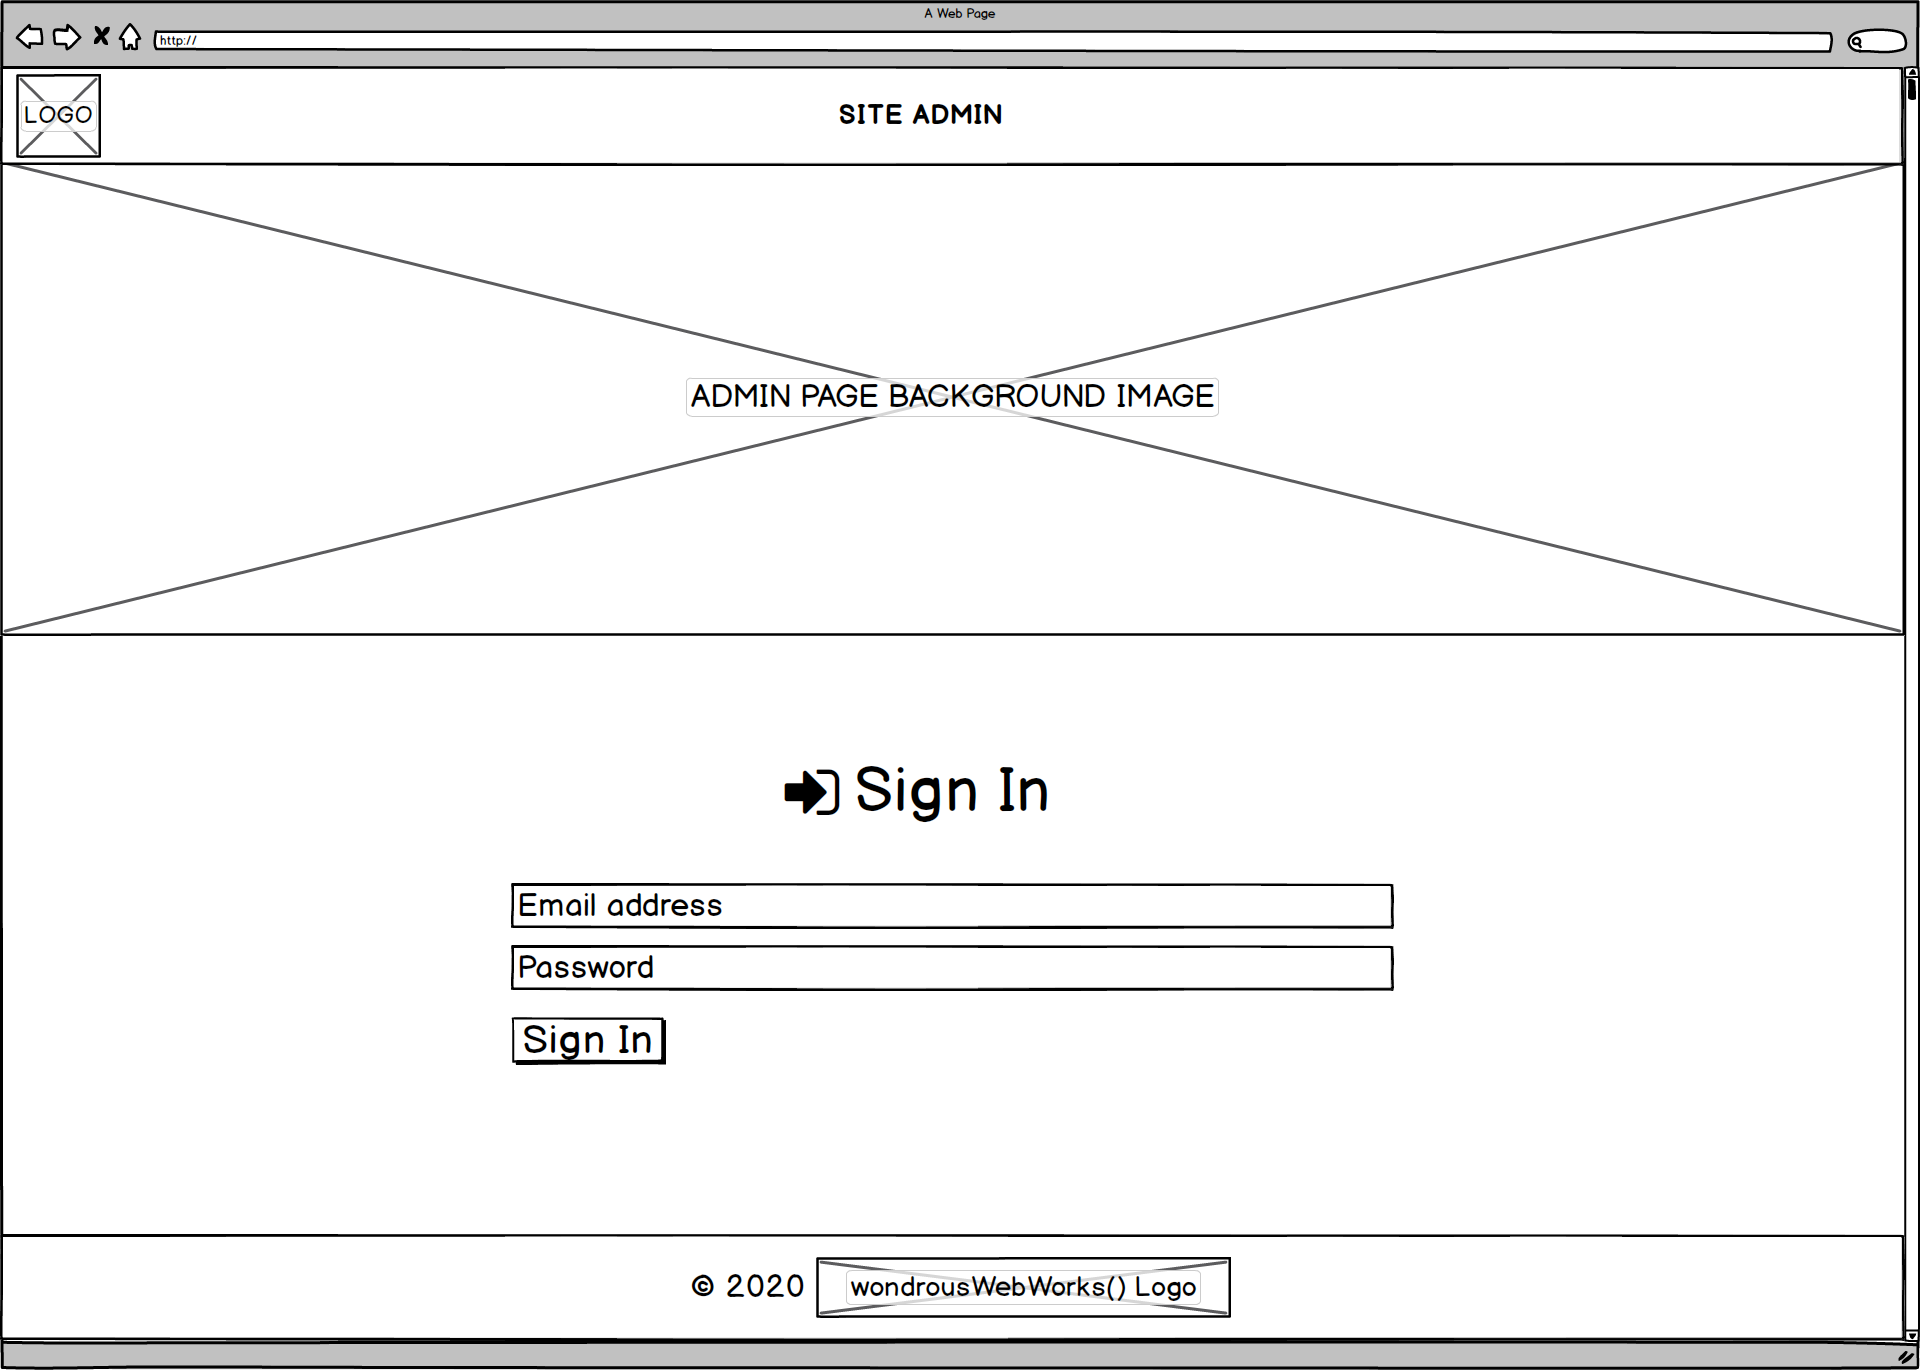 A Web Page
http://
LOGO
SITE ADMIN
ADMIN PAGE BACKGROUND IMAGE
Sign In
Email address
Password
Sign In
© 2020
wondrousWebWorks() Logo